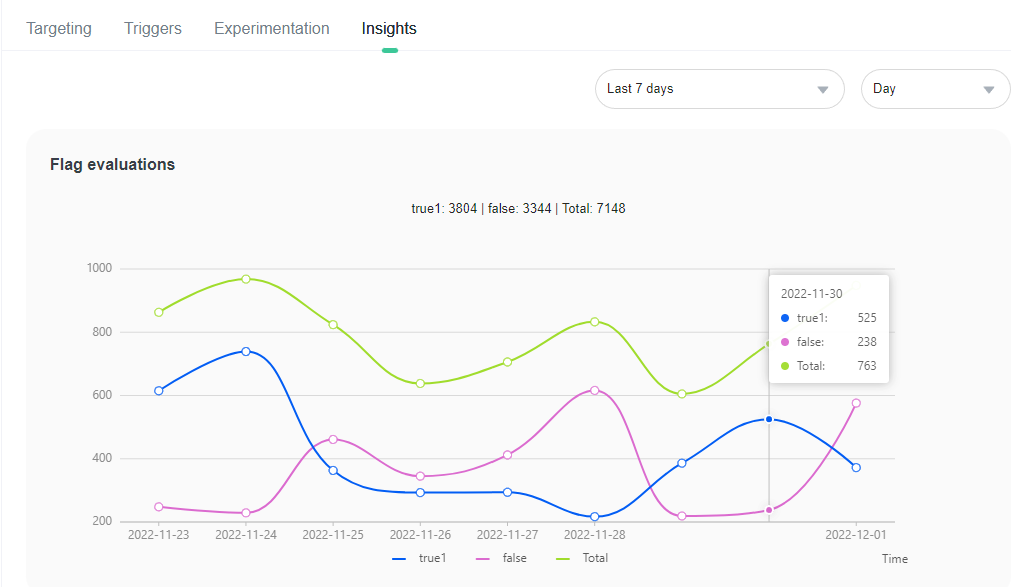 Targeting Triggers Experimentation Insights
Last 7 days Day
Flag evaluations
true1: 3804 | false: 3344 | Total: 7148
1000
800
600
400
200
2022-11-30
true1: 525
false: 238
Total: 763
2022-11-23 2022-11-24 2022-11-25 2022-11-26 2022-11-27 2022-11-28 2022-12-01
Time
true1 false Total